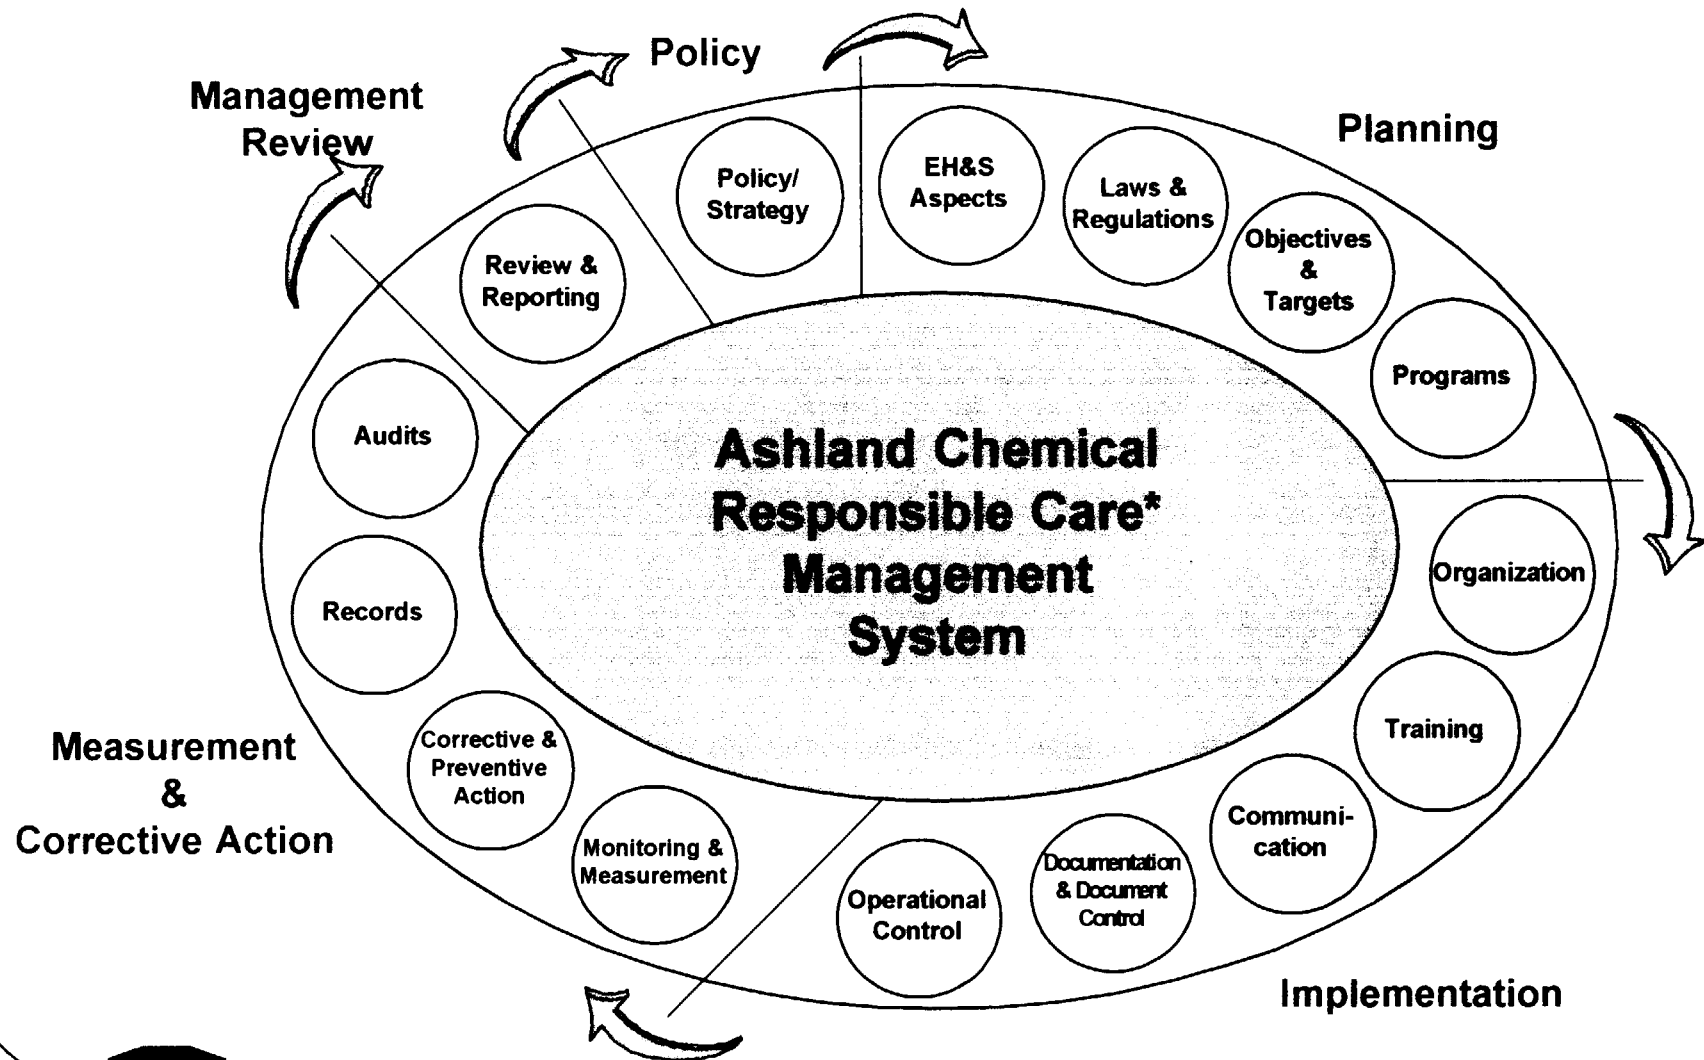 Policy
Management
Review
Planning
Policy/
Strategy
EH&S
Aspects
Laws &
Regulations
Objectives
&
Targets
Programs
Review &
Reporting
Audits
Records
Ashland Chemical
Responsible Care*
Management
System
Organization
Training
Communi-
cation
Documentation
& Document
Control
Operational
Control
Monitoring &
Measurement
Corrective &
Preventive
Action
Measurement
&
Corrective Action
Implementation